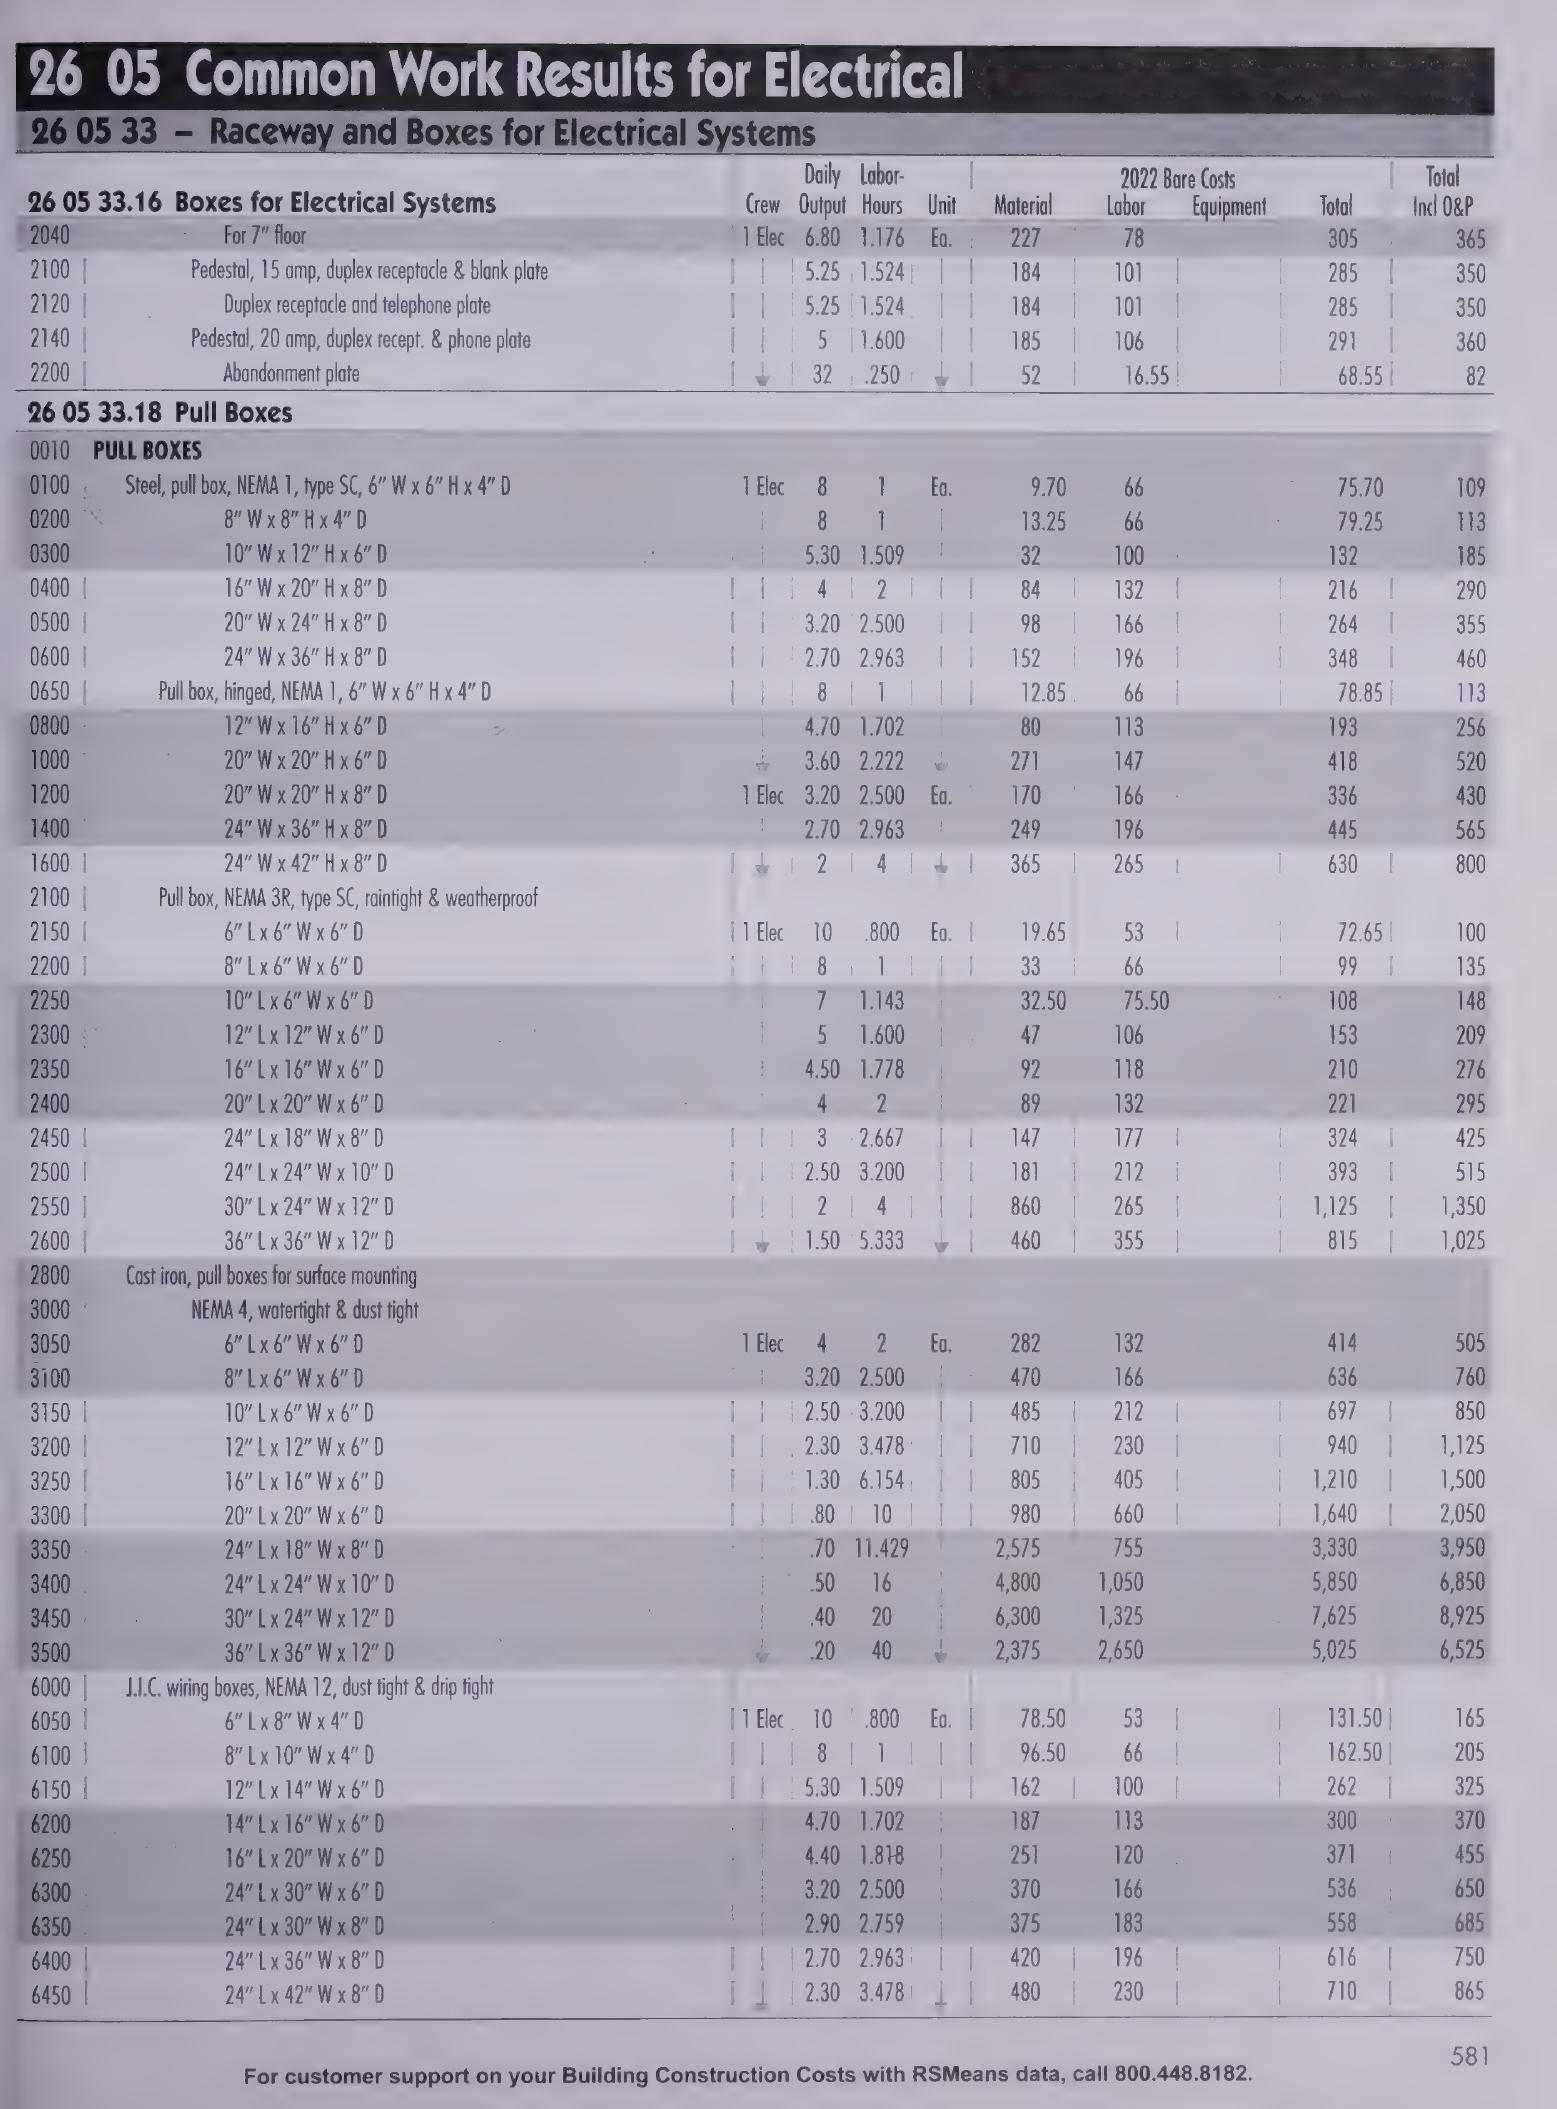 26 05 Common Work Results for Electrical
26 05 33 – Raceway and Boxes for Electrical Systems
Daily Labor- 2022 Bare Costs Total
26 05 33.16 Boxes for Electrical Systems Crew Output Hours Unit Material Labor Equipment Total Incl O&P
2040 For 7" floor 1 Elec 6.80 1.176 Ea. 227 78 305 365
2100 Pedestal, 15 amp, duplex receptacle & blank plate 5.25 1.524 184 101 285 350
2120 Duplex receptacle and telephone plate 5.25 1.524 184 101 285 350
2140 Pedestal, 20 amp, duplex recept. & phone plate 5 1.600 185 106 291 360
2200 Abandonment plate 32 .250 52 16.55 68.55 82
26 05 33.18 Pull Boxes
0010 PULL BOXES
0100 Steel, pull box, NEMA 1, type SC, 6" W x 6" H x 4" D 1 Elec 8 1 Ea. 9.70 66 75.70 109
0200 8" W x 8" H x 4" D 8 1 13.25 66 79.25 113
0300 10" W x 12" H x 6" D 5.30 1.509 32 100 132 185
0400 16" W x 20" H x 8" D 4 2 84 132 216 290
0500 20" W x 24" H x 8" D 3.20 2.500 98 166 264 355
0600 24" W x 36" H x 8" D 2.70 2.963 152 196 348 460
0650 Pull box, hinged, NEMA 1, 6" W x 6" H x 4" D 8 1 12.85 66 78.85 113
0800 12" W x 16" H x 6" D 4.70 1.702 80 113 193 256
1000 20" W x 20" H x 6" D 3.60 2.222 271 147 418 520
1200 20" W x 20" H x 8" D 1 Elec 3.20 2.500 Ea. 170 166 336 430
1400 24" W x 36" H x 8" D 2.70 2.963 249 196 445 565
1600 24" W x 42" H x 8" D 2 4 365 265 630 800
2100 Pull box, NEMA 3R, type SC, raintight & weatherproof
2150 6" L x 6" W x 6" D 1 Elec 10 .800 Ea. 19.65 53 72.65 100
2200 8" L x 6" W x 6" D 8 1 33 66 99 135
2250 10" L x 6" W x 6" D 7 1.143 32.50 75.50 108 148
2300 12" L x 12" W x 6" D 5 1.600 47 106 153 209
2350 16" L x 16" W x 6" D 4.50 1.778 92 118 210 276
2400 20" L x 20" W x 6" D 4 2 89 132 221 295
2450 24" L x 18" W x 8" D 3 2.667 147 177 324 425
2500 24" L x 24" W x 10" D 2.50 3.200 181 212 393 515
2550 30" L x 24" W x 12" D 2 4 860 265 1,125 1,350
2600 36" L x 36" W x 12" D 1.50 5.333 460 355 815 1,025
2800 Cast iron, pull boxes for surface mounting
3000 NEMA 4, watertight & dust tight
3050 6" L x 6" W x 6" D 1 Elec 4 2 Ea. 282 132 414 505
3100 8" L x 6" W x 6" D 3.20 2.500 470 166 636 760
3150 10" L x 6" W x 6" D 2.50 3.200 485 212 697 850
3200 12" L x 12" W x 6" D 2.30 3.478 710 230 940 1,125
3250 16" L x 16" W x 6" D 1.30 6.154 805 405 1,210 1,500
3300 20" L x 20" W x 6" D .80 10 980 660 1,640 2,050
3350 24" L x 18" W x 8" D .70 11.429 2,575 755 3,330 3,950
3400 24" L x 24" W x 10" D .50 16 4,800 1,050 5,850 6,850
3450 30" L x 24" W x 12" D .40 20 6,300 1,325 7,625 8,925
3500 36" L x 36" W x 12" D .20 40 2,375 2,650 5,025 6,525
6000 J.I.C. wiring boxes, NEMA 12, dust tight & drip tight
6050 6" L x 8" W x 4" D 1 Elec 10 .800 Ea. 78.50 53 131.50 165
6100 8" L x 10" W x 4" D 8 1 96.50 66 162.50 205
6150 12" L x 14" W x 6" D 5.30 1.509 162 100 262 325
6200 14" L x 16" W x 6" D 4.70 1.702 187 113 300 370
6250 16" L x 20" W x 6" D 4.40 1.818 251 120 371 455
6300 24" L x 30" W x 6" D 3.20 2.500 370 166 536 650
6350 24" L x 30" W x 8" D 2.90 2.759 375 183 558 685
6400 24" L x 36" W x 8" D 2.70 2.963 420 196 616 750
6450 24" L x 42" W x 8" D 2.30 3.478 480 230 710 865
For customer support on your Building Construction Costs with RSMeans data, call 800.448.8182.
581